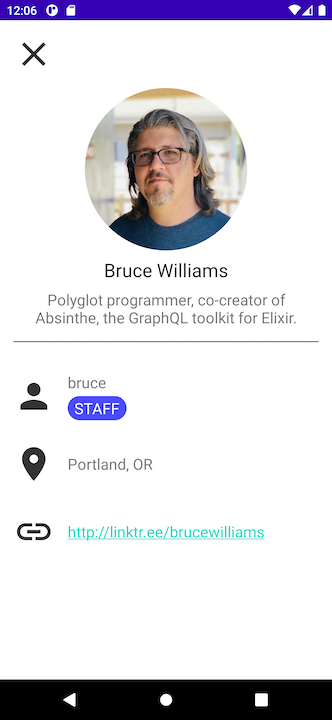 12:06
Bruce Williams
Polyglot programmer, co-creator of
Absinthe, the GraphQL toolkit for Elixir.
bruce
STAFF
Portland, OR
http://linktr.ee/brucewilliams